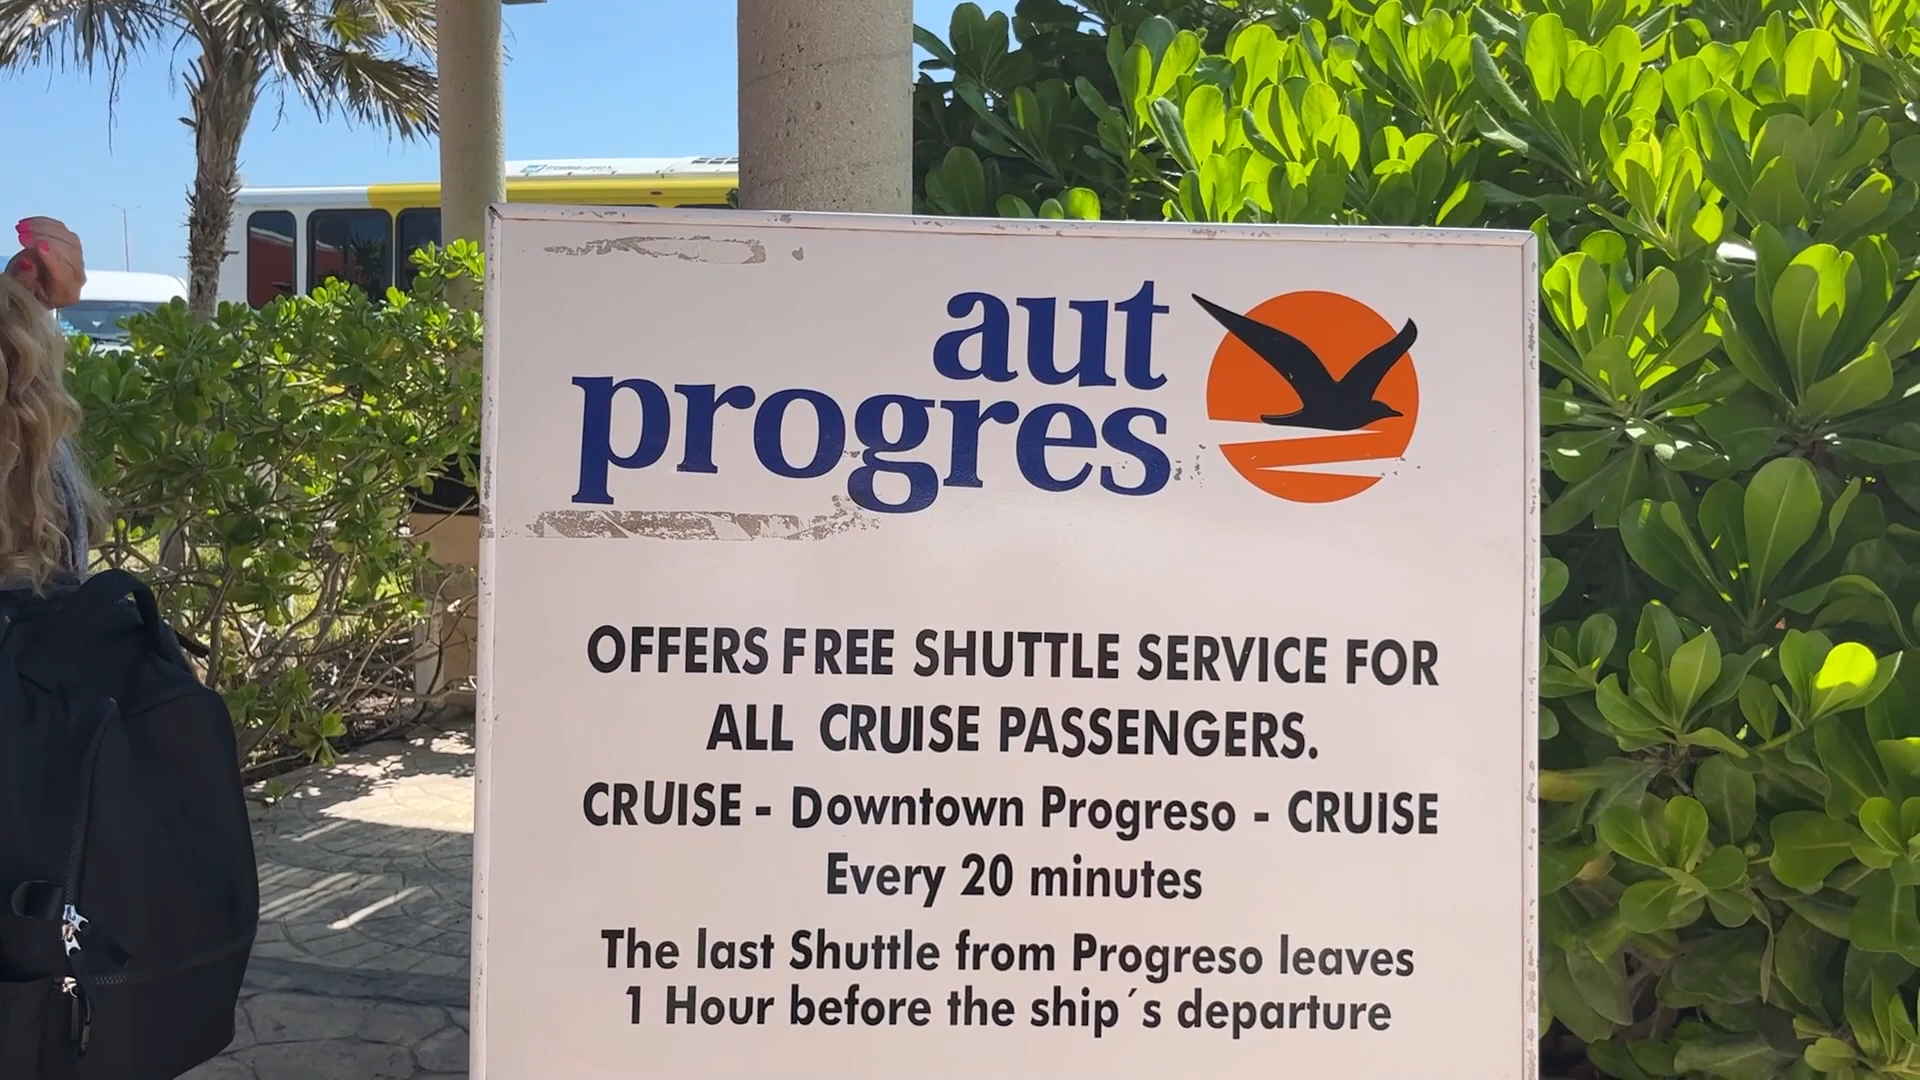 aut
progres
OFFERS FREE SHUTTLE SERVICE FOR
ALL CRUISE PASSENGERS.
CRUISE - Downtown Progreso - CRUISE
Every 20 minutes
The last Shuttle from Progreso leaves
1 Hour before the ship´s departure